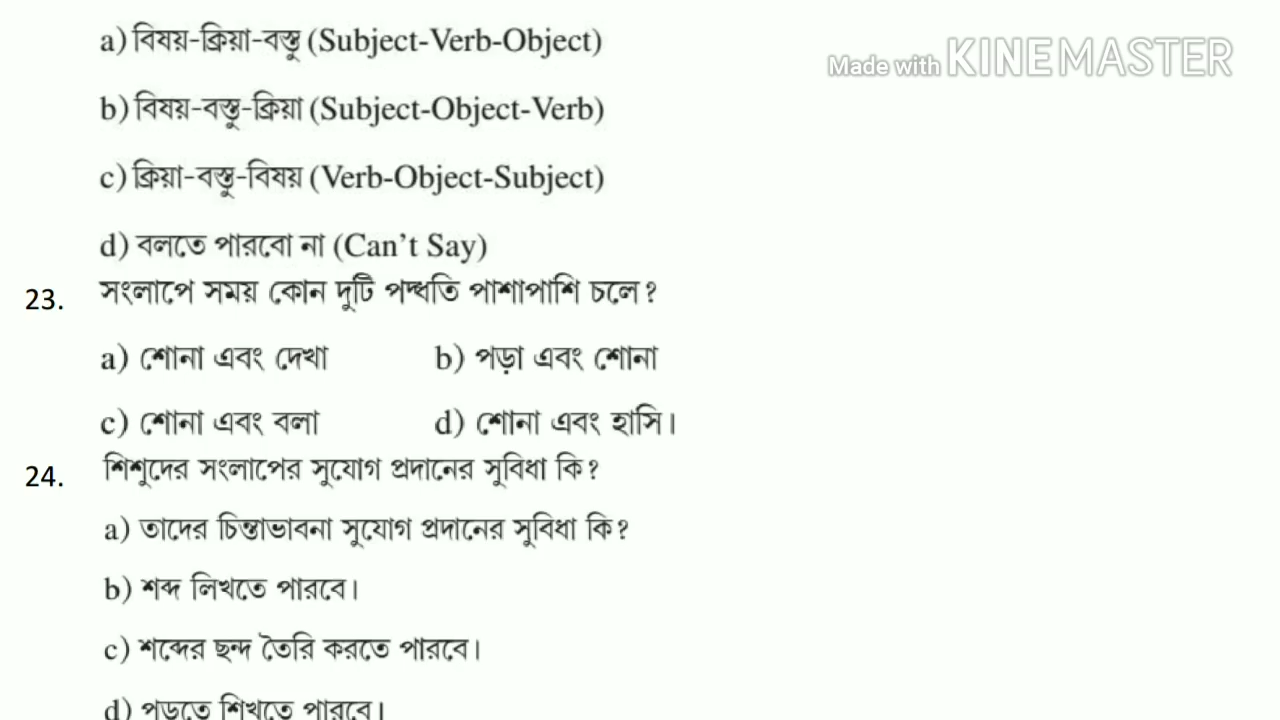 a) বিষয়-ক্রিয়া-বস্তু (Subject-Verb-Object)
Made with KINEMASTER
b) বিষয়-বস্তু-ক্রিয়া (Subject-Object-Verb)
c) ক্রিয়া-বস্তু-বিষয় (Verb-Object-Subject)
d) বলতে পারবো না (Can't Say)
23. সংলাপে সময় কোন দুটি পদ্ধতি পাশাপাশি চলে?
a) শোনা এবং দেখা b) পড়া এবং শোনা
c) শোনা এবং বলা d) শোনা এবং হাসি।
24. শিশুদের সংলাপের সুযোগ প্রদানের সুবিধা কি?
a) তাদের চিন্তাভাবনা সুযোগ প্রদানের সুবিধা কি?
b) শব্দ লিখতে পারবে।
c) শব্দের ছন্দ তৈরি করতে পারবে।
d) পড়তে শিখতে পারবে।